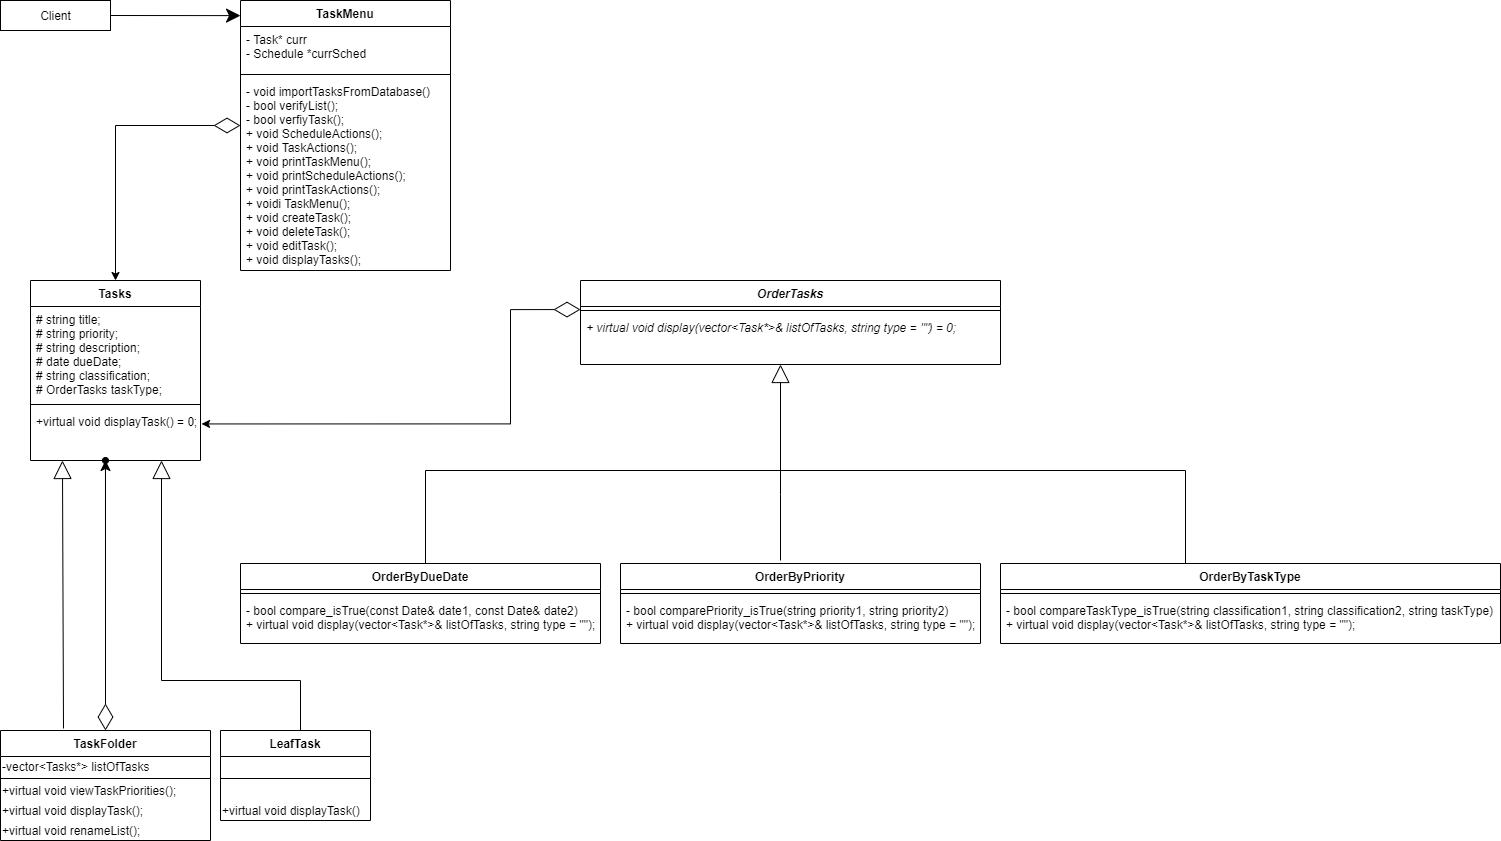 Client
TaskMenu
- Task* curr
- Schedule *currSched
- void importTasksFromDatabase()
- bool verifyList();
- bool verfiyTask();
+ void ScheduleActions();
+ void TaskActions();
+ void printTaskMenu();
+ void printScheduleActions();
+ void printTaskActions();
+ voidi TaskMenu();
+ void createTask();
+ void deleteTask();
+ void editTask();
+ void displayTasks();
Tasks
# string title;
# string priority;
# string description;
# date dueDate;
# string classification;
# OrderTasks taskType;
+virtual void displayTask() = 0;
OrderTasks
+ virtual void display(vector<Task*>& listOfTasks, string type = "") = 0;
OrderByDueDate
- bool compare_isTrue(const Date& date1, const Date& date2)
+ virtual void display(vector<Task*>& listOfTasks, string type = "");
OrderByPriority
- bool comparePriority_isTrue(string priority1, string priority2)
+ virtual void display(vector<Task*>& listOfTasks, string type = "");
OrderByTaskType
- bool compareTaskType_isTrue(string classification1, string classification2, string taskType)
+ virtual void display(vector<Task*>& listOfTasks, string type = "");
TaskFolder
-vector<Tasks*> listOfTasks
+virtual void viewTaskPriorities();
+virtual void displayTask();
+virtual void renameList();
LeafTask
+virtual void displayTask()